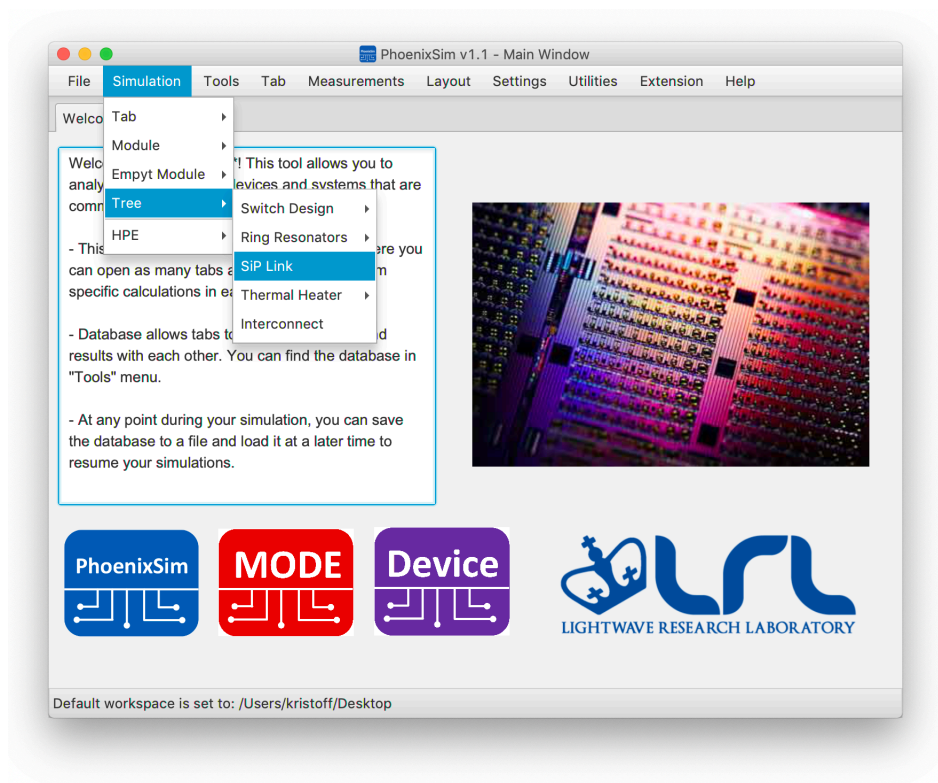 PhoenixSim v1.1 - Main Window
File Simulation Tools Tab Measurements Layout Settings Utilities Extension Help
Welco
Tab
Module
Empyt Module
Tree
HPE
Switch Design
Ring Resonators
SiP Link
Thermal Heater
Interconnect
Welc *! This tool allows you to
analy devices and systems that are
comm
- This ere you
can open as many tabs a m
specific calculations in ea
- Database allows tabs to d
results with each other. You can find the database in
"Tools" menu.
- At any point during your simulation, you can save
the database to a file and load it at a later time to
resume your simulations.
PhoenixSim
MODE
Device
LRL
LIGHTWAVE RESEARCH LABORATORY
Default workspace is set to: /Users/kristoff/Desktop